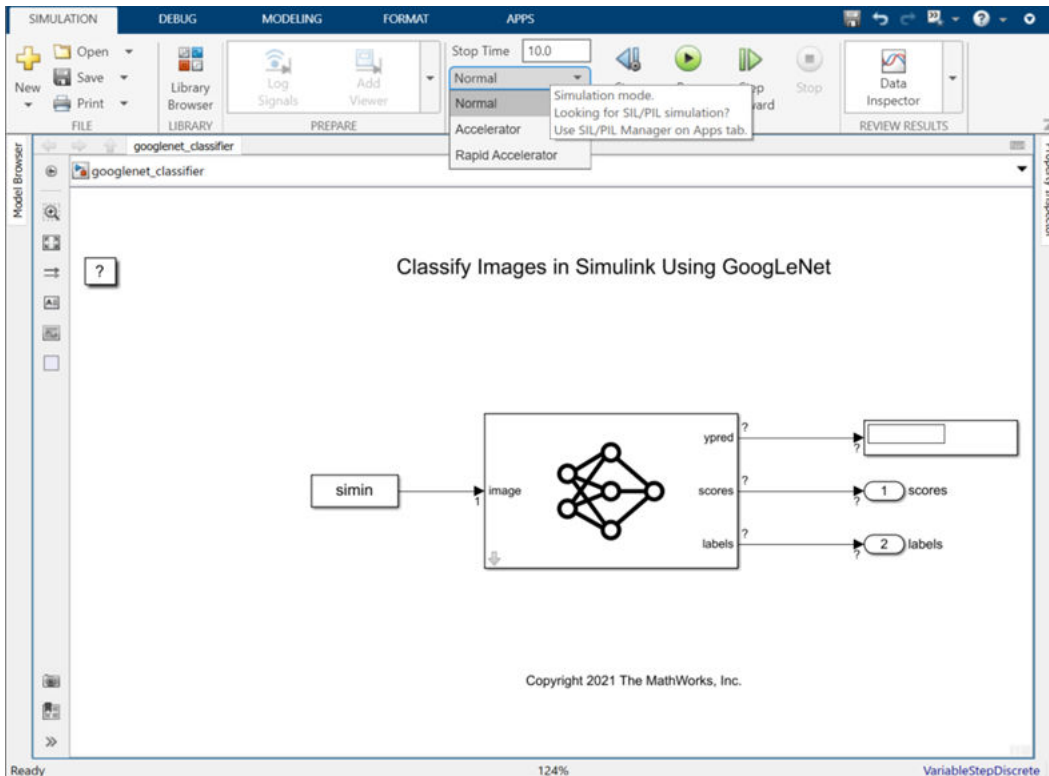 SIMULATION DEBUG MODELING FORMAT APPS
New
Open
Save
Print
FILE
Library
Browser
LIBRARY
Log
Signals
Add
Viewer
PREPARE
Stop Time 10.0
Normal
Normal
Accelerator
Rapid Accelerator
Simulation mode.
Looking for SIL/PIL simulation?
Use SIL/PIL Manager on Apps tab.
Stop
Data
Inspector
REVIEW RESULTS
Model Browser
Property Inspector
googlenet_classifier
googlenet_classifier
?
Classify Images in Simulink Using GoogLeNet
simin
1
image
ypred
?
?
scores
?
?
1 scores
labels
?
?
2 labels
Copyright 2021 The MathWorks, Inc.
Ready 124% VariableStepDiscrete